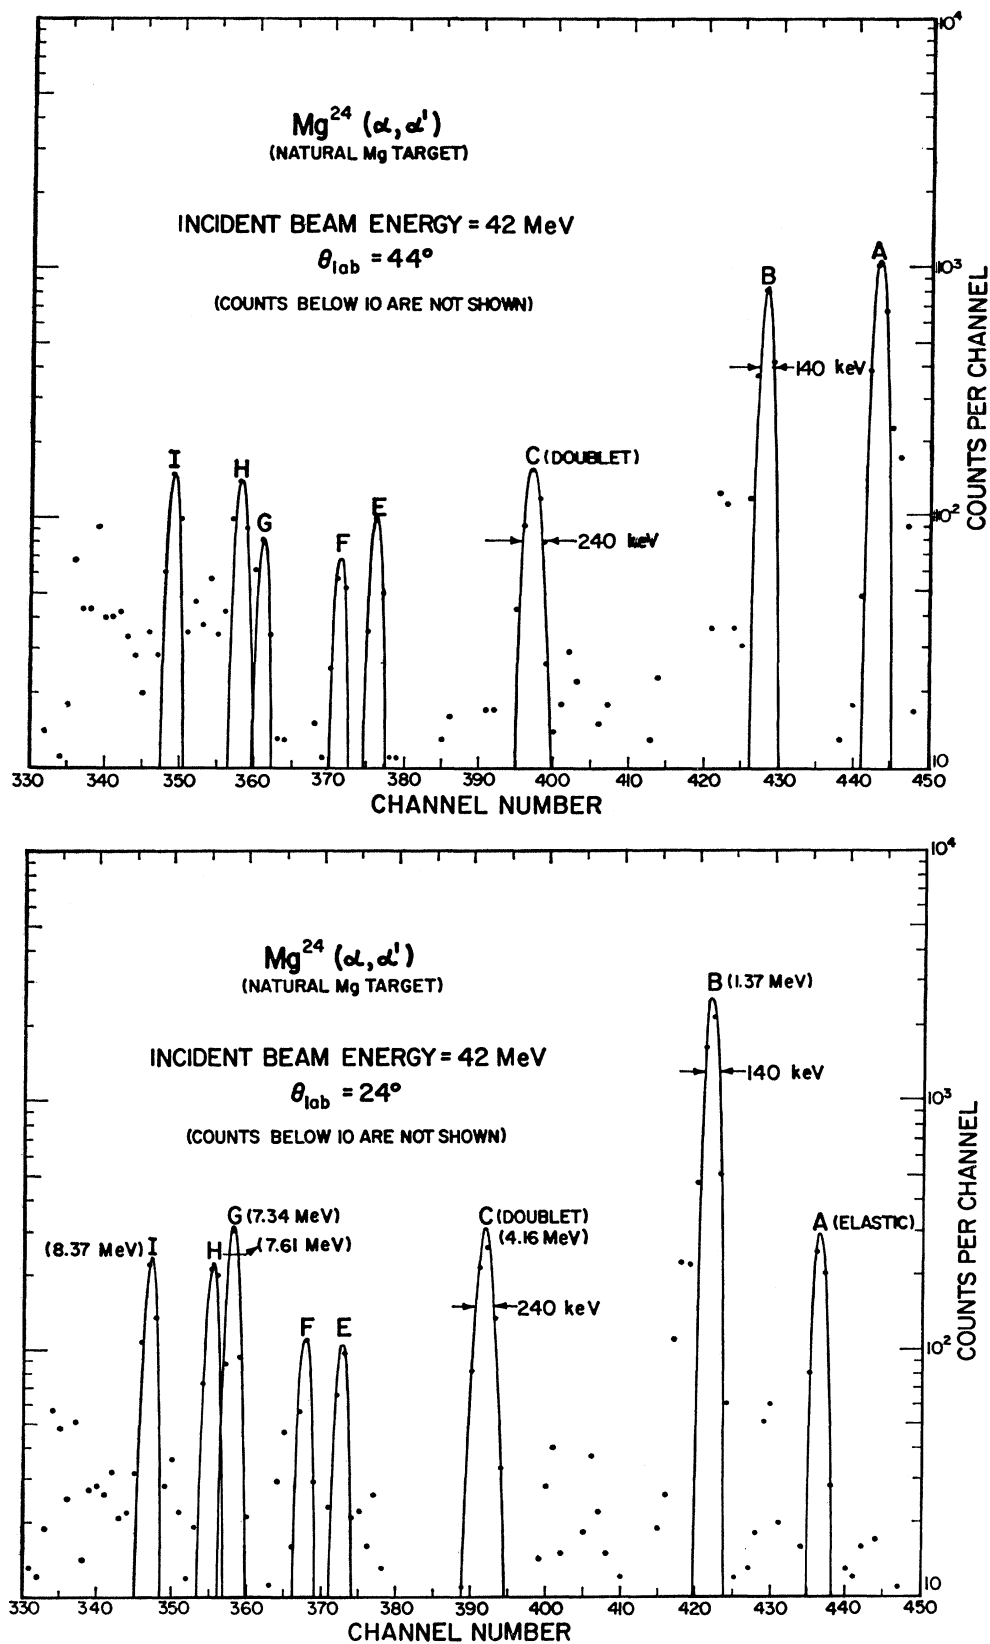 10⁴
Mg²⁴ (α, α')
(NATURAL Mg TARGET)
INCIDENT BEAM ENERGY = 42 MeV
θlab = 44°
(COUNTS BELOW 10 ARE NOT SHOWN)
A
B
10³
140 keV
COUNTS PER CHANNEL
C (DOUBLET)
I
H
G
E
F
10²
240 keV
10
330 340 350 360 370 380 390 400 410 420 430 440 450
CHANNEL NUMBER
10⁴
Mg²⁴ (α, α')
(NATURAL Mg TARGET)
B (1.37 MeV)
INCIDENT BEAM ENERGY = 42 MeV
140 keV
θlab = 24°
10³
(COUNTS BELOW 10 ARE NOT SHOWN)
COUNTS PER CHANNEL
G (7.34 MeV)
C (DOUBLET)
(4.16 MeV)
A (ELASTIC)
(8.37 MeV) I
H (7.61 MeV)
240 keV
F E
10²
10
330 340 350 360 370 380 390 400 410 420 430 440 450
CHANNEL NUMBER